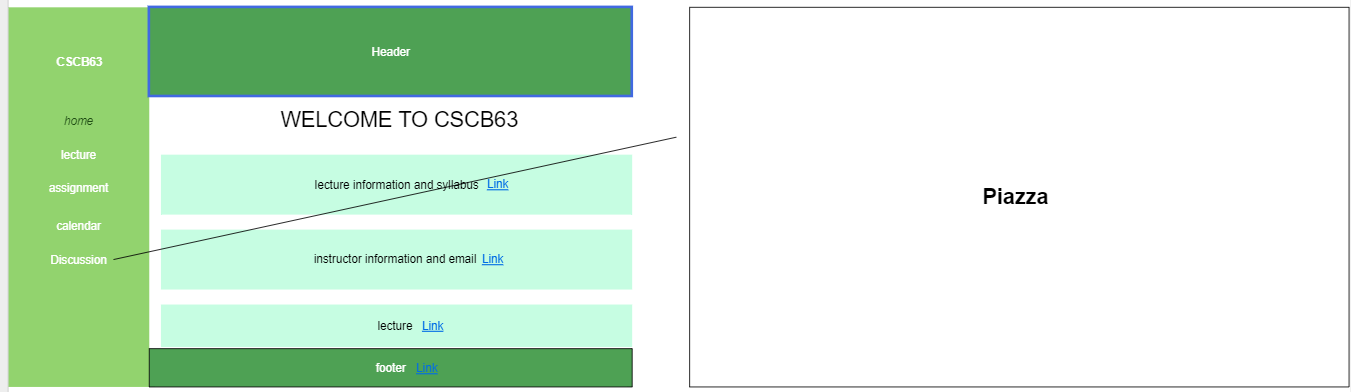 CSCB63
home
lecture
assignment
calendar
Discussion
Header
WELCOME TO CSCB63
lecture information and syllabus Link
instructor information and email Link
lecture Link
footer Link
Piazza